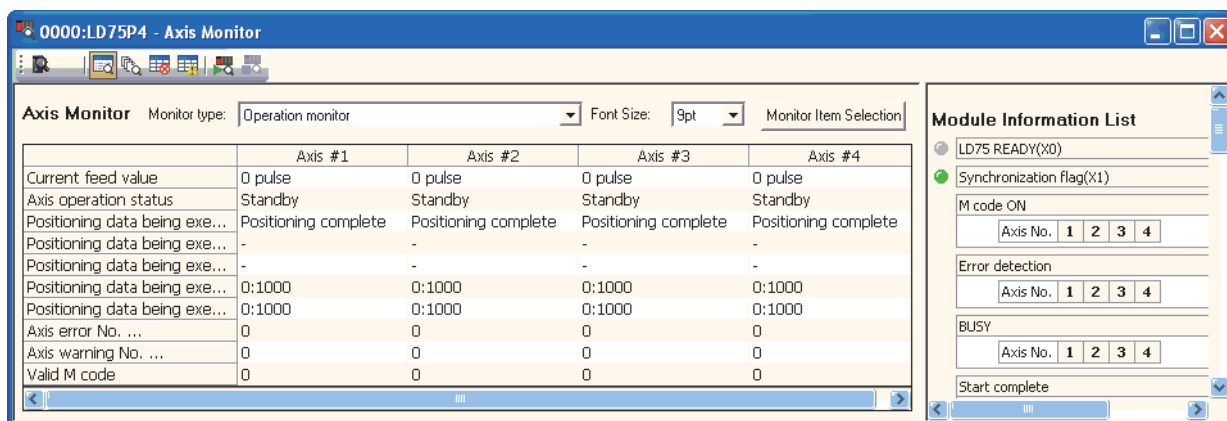 0000:LD75P4 - Axis Monitor
Axis Monitor Monitor type: Operation monitor Font Size: 9pt Monitor Item Selection
Axis #1 Axis #2 Axis #3 Axis #4
Current feed value 0 pulse 0 pulse 0 pulse 0 pulse
Axis operation status Standby Standby Standby Standby
Positioning data being exe... Positioning complete Positioning complete Positioning complete Positioning complete
Positioning data being exe... - - - -
Positioning data being exe... - - - -
Positioning data being exe... 0:1000 0:1000 0:1000 0:1000
Positioning data being exe... 0:1000 0:1000 0:1000 0:1000
Axis error No. ... 0 0 0 0
Axis warning No. ... 0 0 0 0
Valid M code 0 0 0 0
Module Information List
LD75 READY(X0)
Synchronization flag(X1)
M code ON
Axis No. 1 2 3 4
Error detection
Axis No. 1 2 3 4
BUSY
Axis No. 1 2 3 4
Start complete